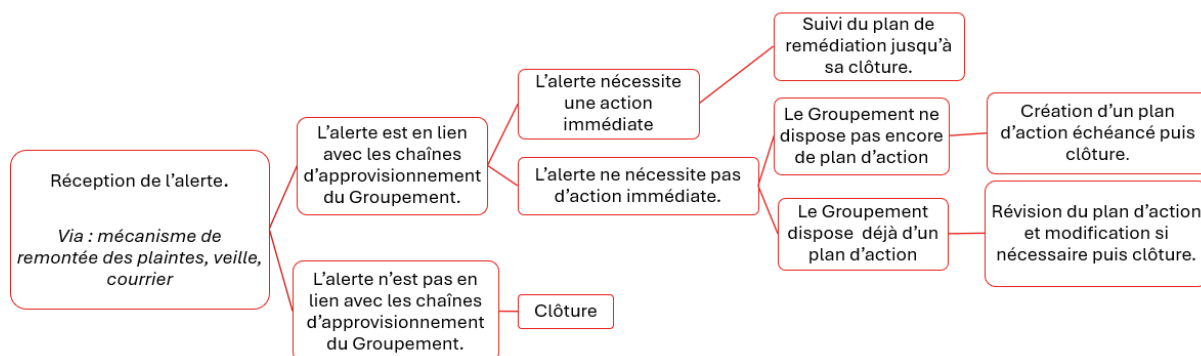 Réception de l'alerte.
Via : mécanisme de
remontée des plaintes, veille,
courrier
L'alerte est en lien
avec les chaînes
d'approvisionnement
du Groupement.
L'alerte n'est pas en
lien avec les chaînes
d'approvisionnement
du Groupement.
Clôture
L'alerte nécessite
une action
immédiate
L'alerte ne nécessite pas
d'action immédiate.
Suivi du plan de
remédiation jusqu'à
sa clôture.
Le Groupement ne
dispose pas encore
de plan d'action
Création d'un plan
d'action échéancé puis
clôture.
Le Groupement
dispose déjà d'un
plan d'action
Révision du plan d'action
et modification si
nécessaire puis clôture.